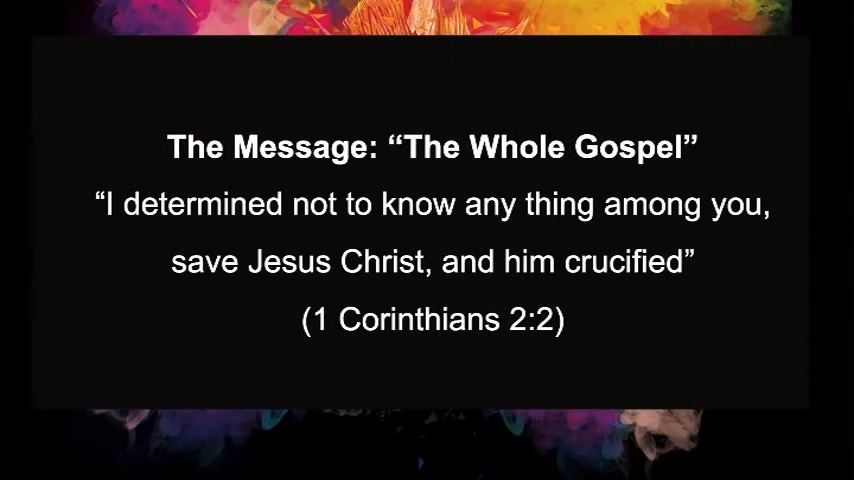 The Message: “The Whole Gospel”
“I determined not to know any thing among you,
save Jesus Christ, and him crucified”
(1 Corinthians 2:2)